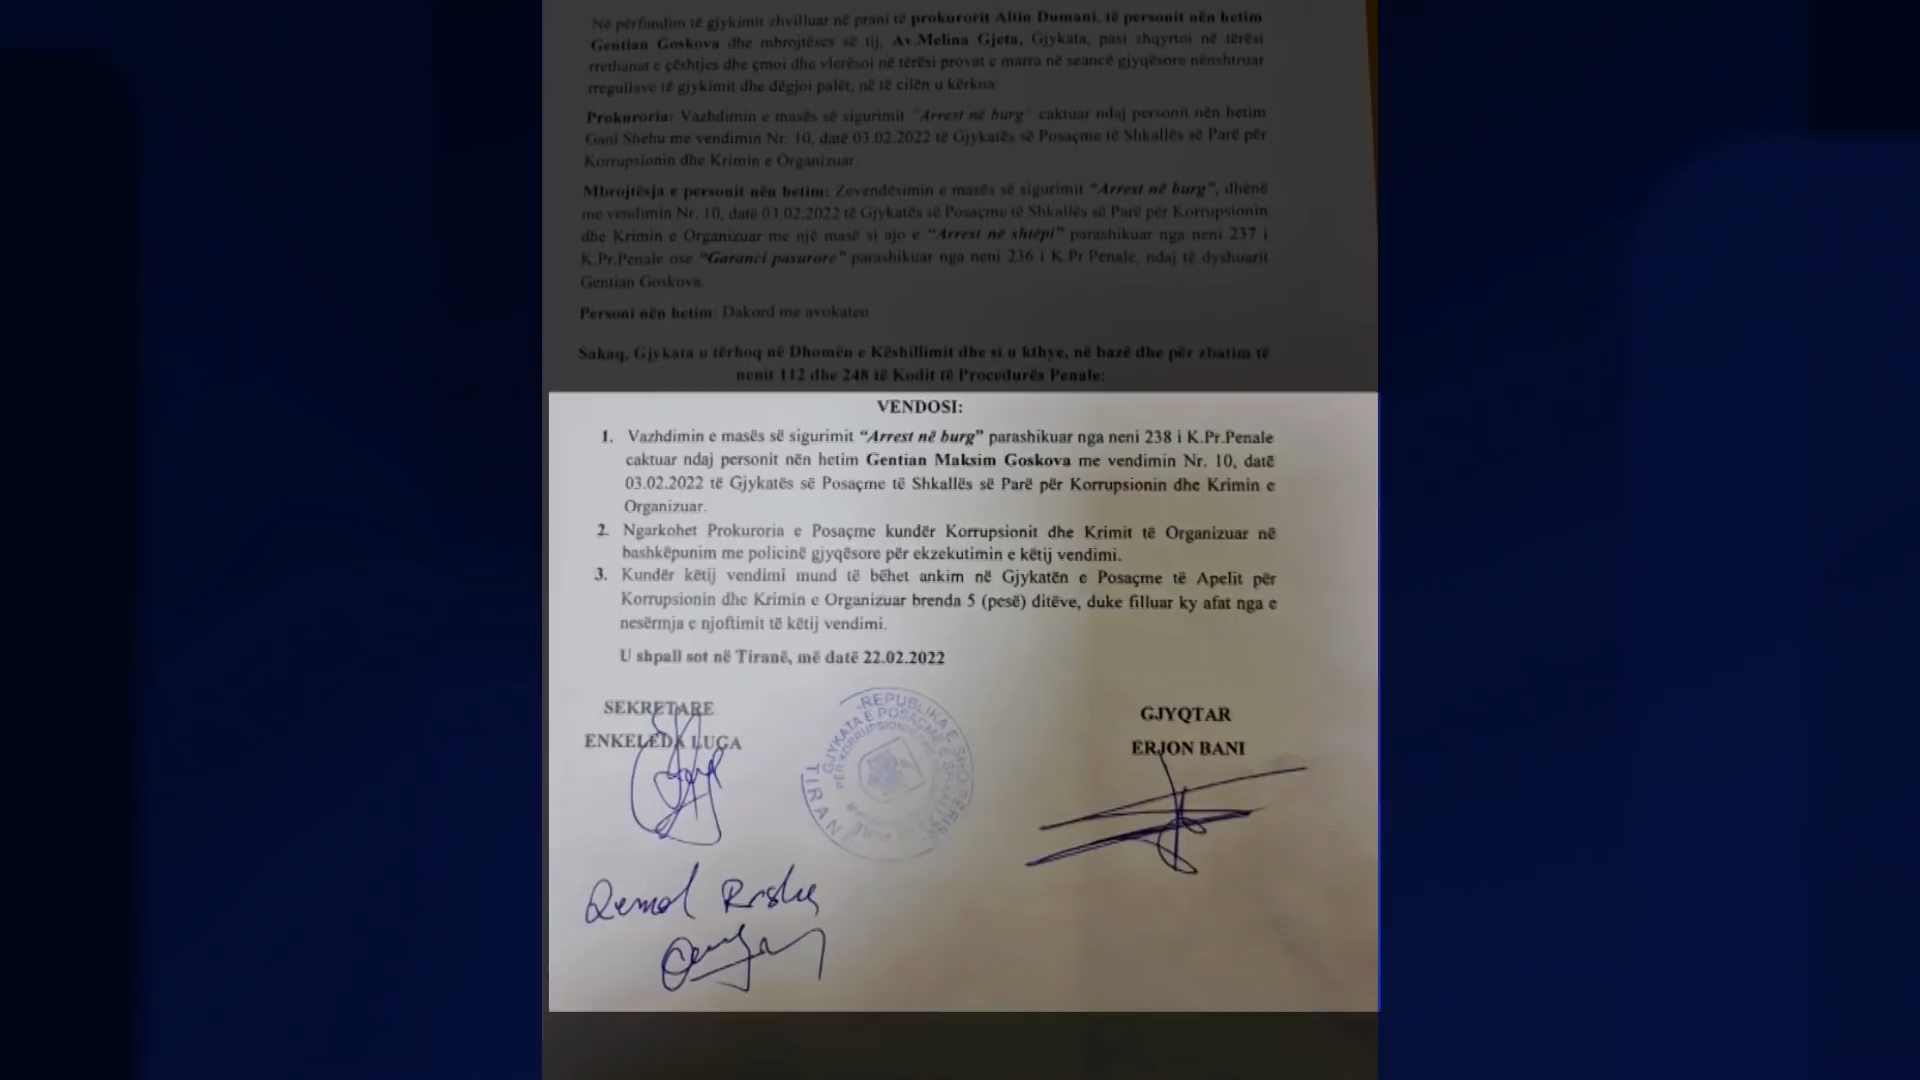 Në përfundim të gjykimit zhvilluar në prani të prokurorit Altin Dumani, të personit nën hetim
Gentian Goskova dhe mbrojtëses së tij, Av.Melina Gjeta, Gjykata, pasi shqyrtoi në tërësi
rrethanat e çështjes dhe çmoi dhe vlerësoi në tërësi provat e marra në seancë gjyqësore nënshtruar
rregullave të gjykimit dhe dëgjoi palët, në të cilën u kërkua:
Prokuroria: Vazhdimin e masës së sigurimit "Arrest në burg" caktuar ndaj personit nën hetim
Gani Shehu me vendimin Nr. 10, datë 03.02.2022 të Gjykatës së Posaçme të Shkallës së Parë për
Korrupsionin dhe Krimin e Organizuar.
Mbrojtësja e personit nën hetim: Zevendësimin e masës së sigurimit "Arrest në burg", dhënë
me vendimin Nr. 10, datë 03.02.2022 të Gjykatës së Posaçme të Shkallës së Parë për Korrupsionin
dhe Krimin e Organizuar me një masë si ajo e "Arrest në shtëpi" parashikuar nga neni 237 i
K.Pr.Penale ose "Garanci pasurore" parashikuar nga neni 236 i K.Pr.Penale, ndaj të dyshuarit
Gentian Goskova.
Personi nën hetim: Dakord me avokaten
Sakaq, Gjykata u tërhoq në Dhomën e Këshillimit dhe si u kthye, në bazë dhe për zbatim të
nenit 112 dhe 248 të Kodit të Procedurës Penale:
VENDOSI:
1. Vazhdimin e masës së sigurimit "Arrest në burg" parashikuar nga neni 238 i K.Pr.Penale
caktuar ndaj personit nën hetim Gentian Maksim Goskova me vendimin Nr. 10, datë
03.02.2022 të Gjykatës së Posaçme të Shkallës së Parë për Korrupsionin dhe Krimin e
Organizuar.
2. Ngarkohet Prokuroria e Posaçme kundër Korrupsionit dhe Krimit të Organizuar në
bashkëpunim me policinë gjyqësore për ekzekutimin e këtij vendimi.
3. Kundër këtij vendimi mund të bëhet ankim në Gjykatën e Posaçme të Apelit për
Korrupsionin dhe Krimin e Organizuar brenda 5 (pesë) ditëve, duke filluar ky afat nga e
nesërmja e njoftimit të këtij vendimi.
U shpall sot në Tiranë, më datë 22.02.2022
SEKRETARE
ENKELEDA LUGA
GJYQTAR
ERJON BANI
REPUBLIKA E SHQIPËRISË
GJYKATA E POSAÇME E SHKALLËS
PËR KORRUPSIONIN
TIRANË
Qemal